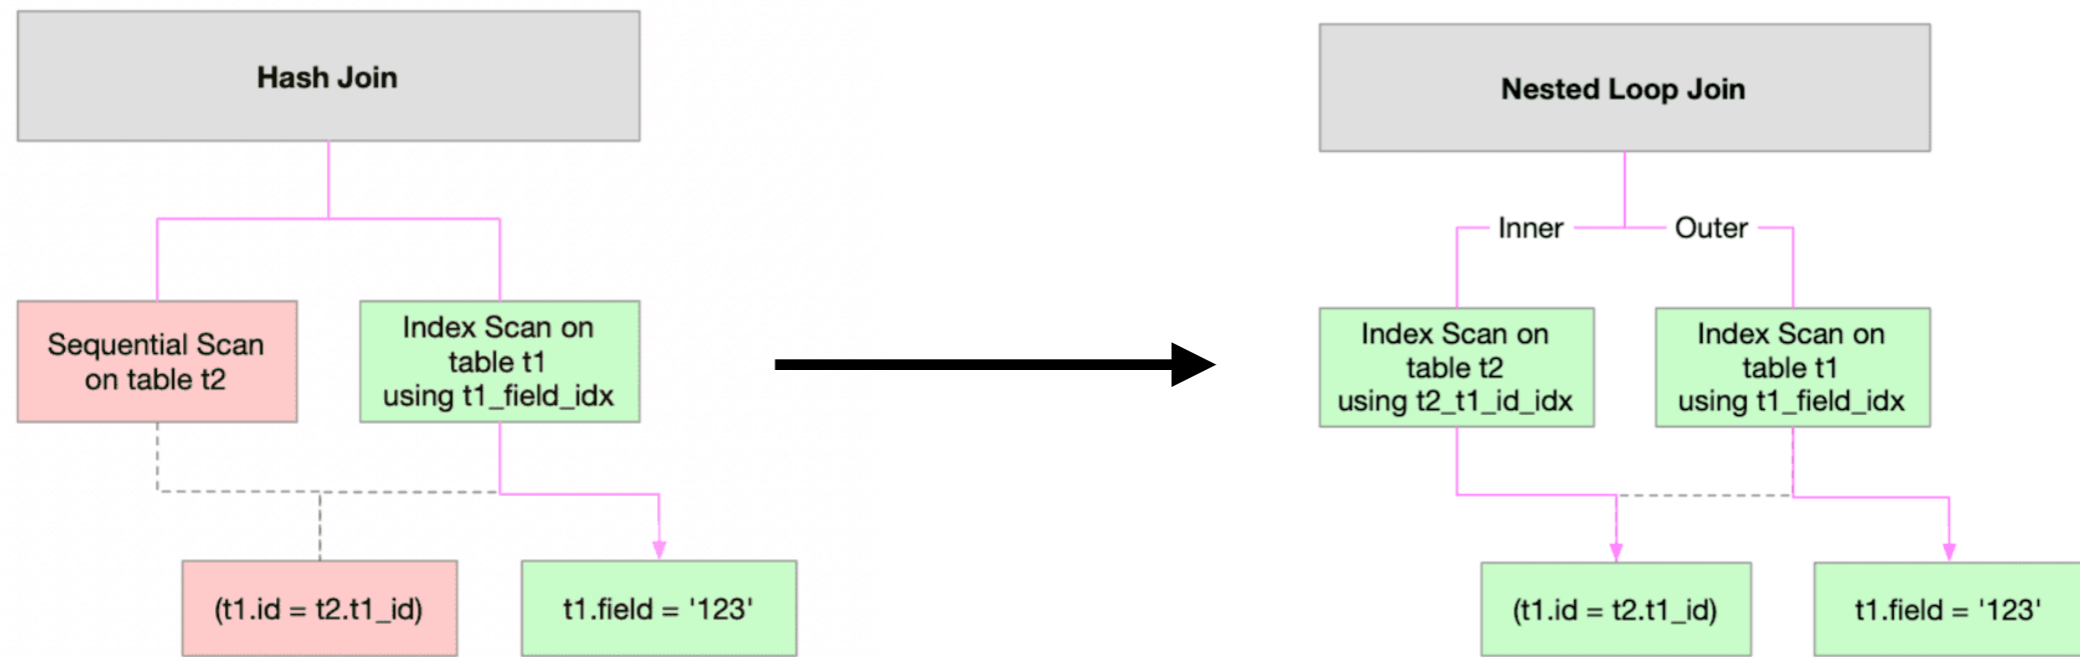 Hash Join
Sequential Scan
on table t2
Index Scan on
table t1
using t1_field_idx
(t1.id = t2.t1_id)
t1.field = '123'
Nested Loop Join
Inner
Outer
Index Scan on
table t2
using t2_t1_id_idx
Index Scan on
table t1
using t1_field_idx
(t1.id = t2.t1_id)
t1.field = '123'